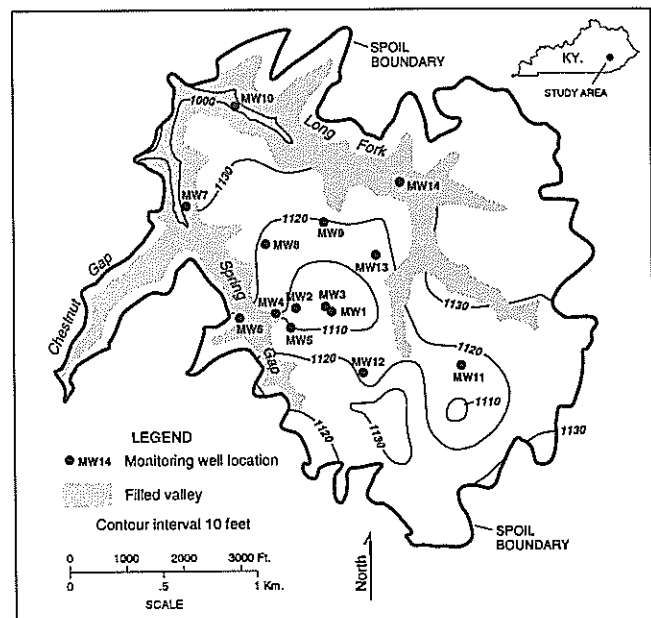 SPOIL
BOUNDARY
KY.
STUDY AREA
1000
MW10
Long
Fork
1130
MW14
MW7
1120
MW9
MW8
MW13
Chestnut Gap
Spring
Gap
MW4
MW2
MW3
MW1
MW6
MW5
1110
1130
1120
MW12
1120
MW11
1110
1120
1130
1130
LEGEND
MW14 Monitoring well location
Filled valley
Contour interval 10 feet
0 1000 2000 3000 Ft.
0 .5 1 Km.
SCALE
North
SPOIL
BOUNDARY